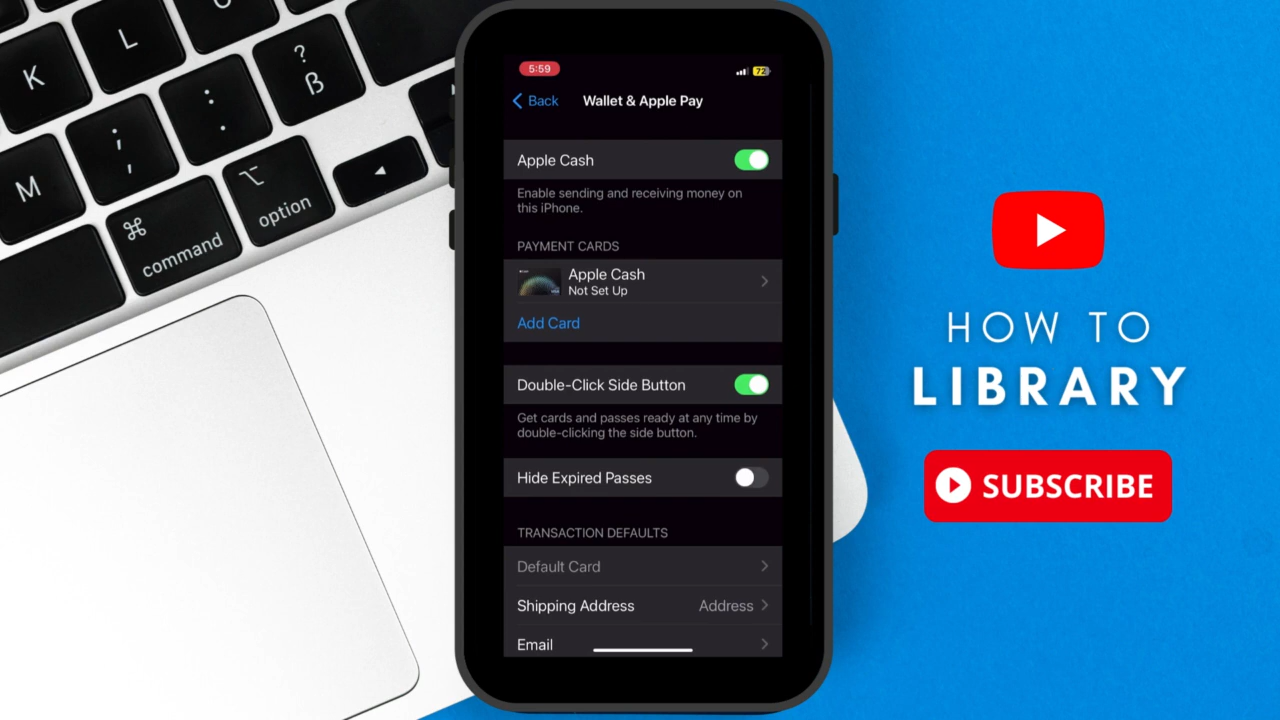 L
K
?
ß
:
.
;
,
M
option
⌘
command
5:59
72
Back
Wallet & Apple Pay
Apple Cash
Enable sending and receiving money on
this iPhone.
PAYMENT CARDS
Apple Cash
Not Set Up
Add Card
Double-Click Side Button
Get cards and passes ready at any time by
double-clicking the side button.
Hide Expired Passes
TRANSACTION DEFAULTS
Default Card
Shipping Address
Address
Email
HOW TO
LIBRARY
SUBSCRIBE